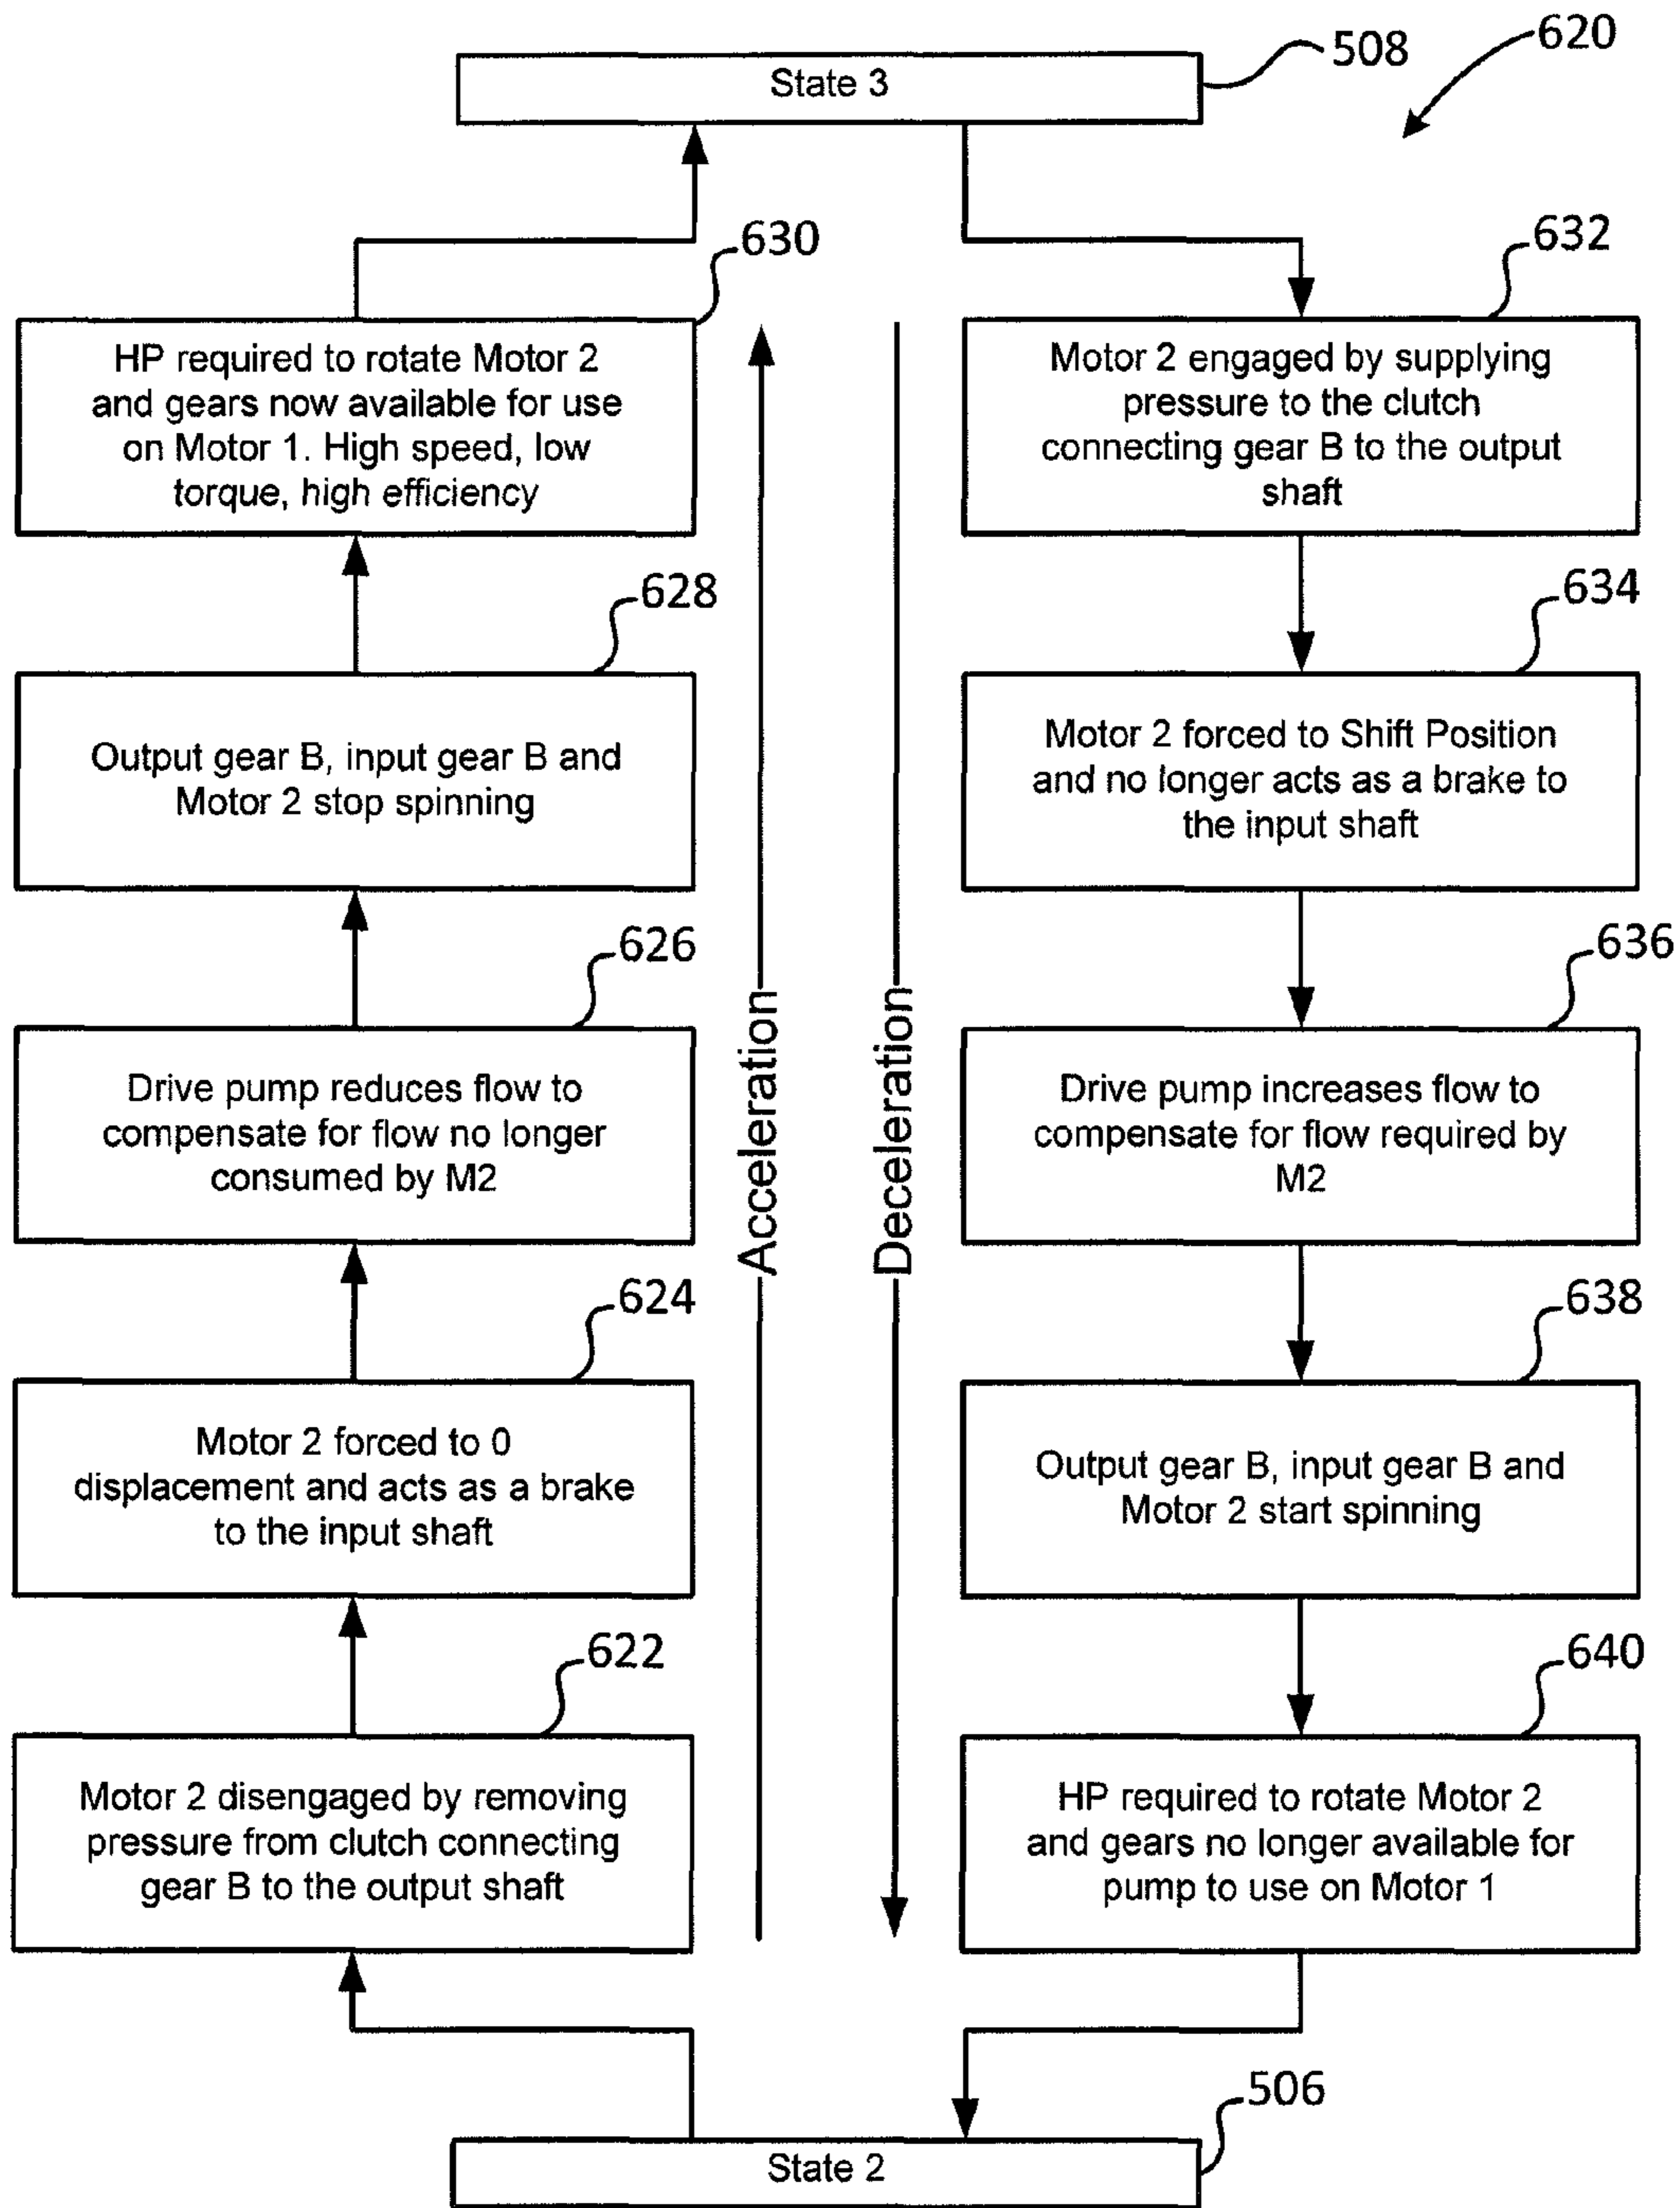 620
508
State 3
630
HP required to rotate Motor 2
and gears now available for use
on Motor 1. High speed, low
torque, high efficiency
628
Output gear B, input gear B and
Motor 2 stop spinning
626
Drive pump reduces flow to
compensate for flow no longer
consumed by M2
624
Motor 2 forced to 0
displacement and acts as a brake
to the input shaft
622
Motor 2 disengaged by removing
pressure from clutch connecting
gear B to the output shaft
Acceleration
Deceleration
632
Motor 2 engaged by supplying
pressure to the clutch
connecting gear B to the output
shaft
634
Motor 2 forced to Shift Position
and no longer acts as a brake to
the input shaft
636
Drive pump increases flow to
compensate for flow required by
M2
638
Output gear B, input gear B and
Motor 2 start spinning
640
HP required to rotate Motor 2
and gears no longer available for
pump to use on Motor 1
506
State 2